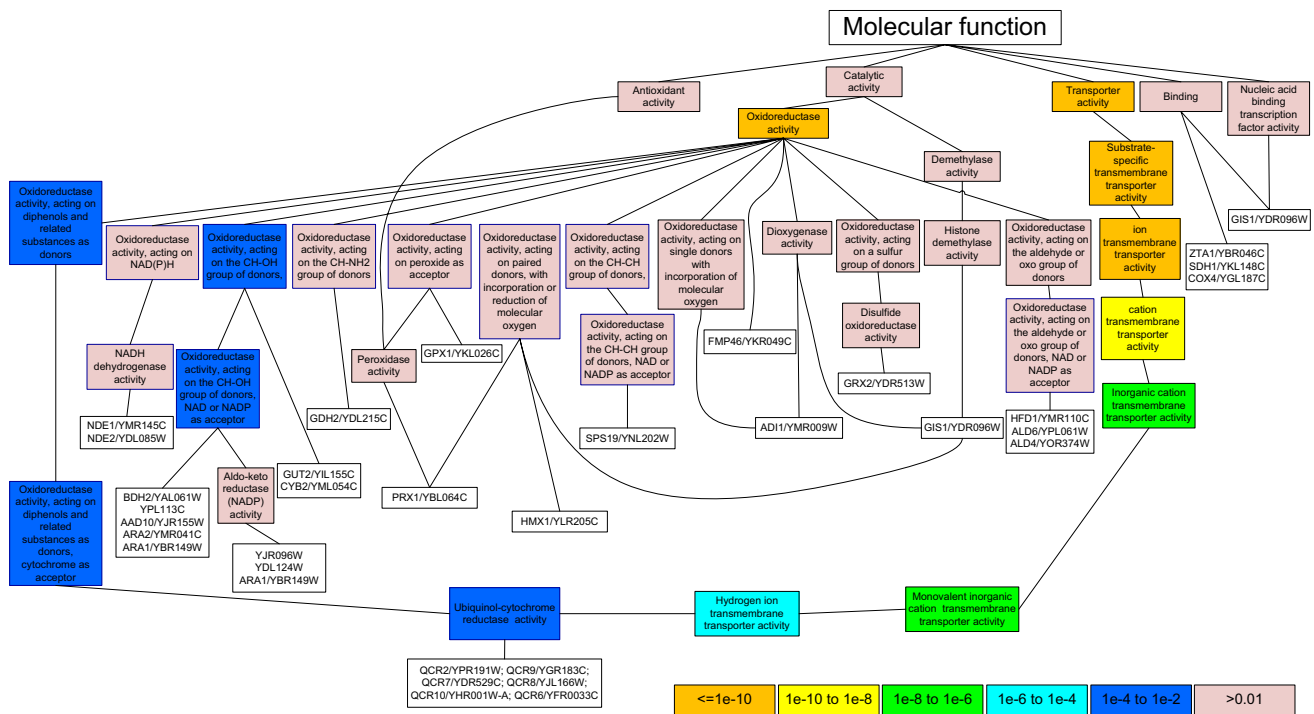 Molecular function
Antioxidant
activity
Catalytic
activity
Transporter
activity
Binding
Nucleic acid
binding
transcription
factor activity
Oxidoreductase
activity
Demethylase
activity
Substrate-
specific
transmembrane
transporter
activity
GIS1/YDR096W
Oxidoreductase
activity, acting on
diphenols and
related
substances as
donors
Oxidoreductase
activity, acting on
NAD(P)H
Oxidoreductase
activity, acting
on the CH-OH
group of donors,
Oxidoreductase
activity, acting on
the CH-NH2
group of donors
Oxidoreductase
activity, acting
on peroxide as
acceptor
Oxidoreductase
activity, acting
on paired
donors, with
incorporation or
reduction of
molecular
oxygen
Oxidoreductase
activity, acting on
the CH-CH
group of donors,
Oxidoreductase
activity, acting on
single donors
with
incorporation of
molecular
oxygen
Dioxygenase
activity
Oxidoreductase
activity, acting on
a sulfur group of
donors
Histone
demethylase
activity
Oxidoreductase
activity, acting on
the aldehyde or
oxo group of
donors
ion
transmembrane
transporter
activity
ZTA1/YBR046C
SDH1/YKL148C
COX4/YGL187C
NADH
dehydrogenase
activity
Oxidoreductase
activity, acting
on the CH-OH
group of donors,
NAD or NADP
as acceptor
Peroxidase
activity
GPX1/YKL026C
Oxidoreductase
activity, acting on
the CH-CH group
of donors, NAD or
NADP as acceptor
FMP46/YKR049C
Disulfide
oxidoreductase
activity
Oxidoreductase
activity, acting on
the aldehyde or
oxo group of
donors, NAD or
NADP as
acceptor
cation
transmembrane
transporter
activity
GRX2/YDR513W
Inorganic cation
transmembrane
transporter activity
NDE1/YMR145C
NDE2/YDL085W
GDH2/YDL215C
SPS19/YNL202W
ADI1/YMR009W
GIS1/YDR096W
HFD1/YMR110C
ALD6/YPL061W
ALD4/YOR374W
Oxidoreductase
activity, acting on
diphenols and
related
substances as
donors,
cytochrome as
acceptor
BDH2/YAL061W
YPL113C
AAD10/YJR155W
ARA2/YMR041C
ARA1/YBR149W
Aldo-keto
reductase
(NADP)
activity
GUT2/YIL155C
CYB2/YML054C
PRX1/YBL064C
HMX1/YLR205C
YJR096W
YDL124W
ARA1/YBR149W
Ubiquinol-cytochrome
reductase activity
Hydrogen ion
transmembrane
transporter activity
Monovalent inorganic
cation transmembrane
transporter activity
QCR2/YPR191W; QCR9/YGR183C;
QCR7/YDR529C; QCR8/YJL166W;
QCR10/YHR001W-A; QCR6/YFR0033C
<=1e-10
1e-10 to 1e-8
1e-8 to 1e-6
1e-6 to 1e-4
1e-4 to 1e-2
>0.01